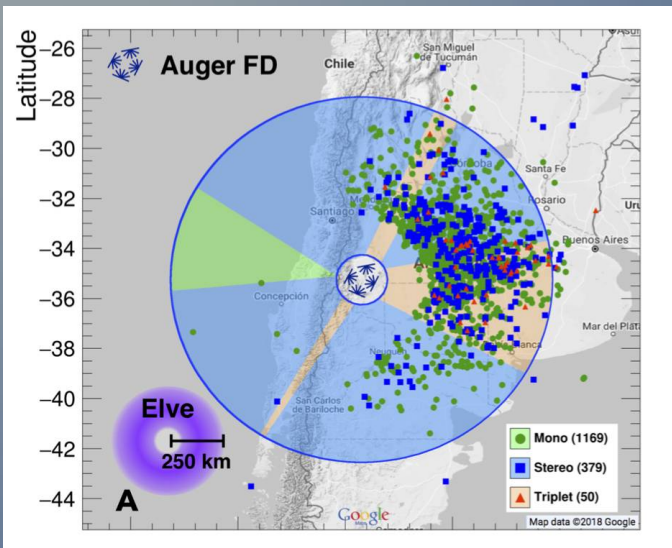 Latitude
−26
−28
−30
−32
−34
−36
−38
−40
−42
−44
Auger FD
Chile
San Miguel
de Tucumán
Santa Fe
Rosario
Santiago
Buenos Aires
Concepción
Mar del Plat
Neuquén
San Carlos
de Bariloche
Elve
250 km
A
Mono (1169)
Stereo (379)
Triplet (50)
Google
Map data ©2018 Google